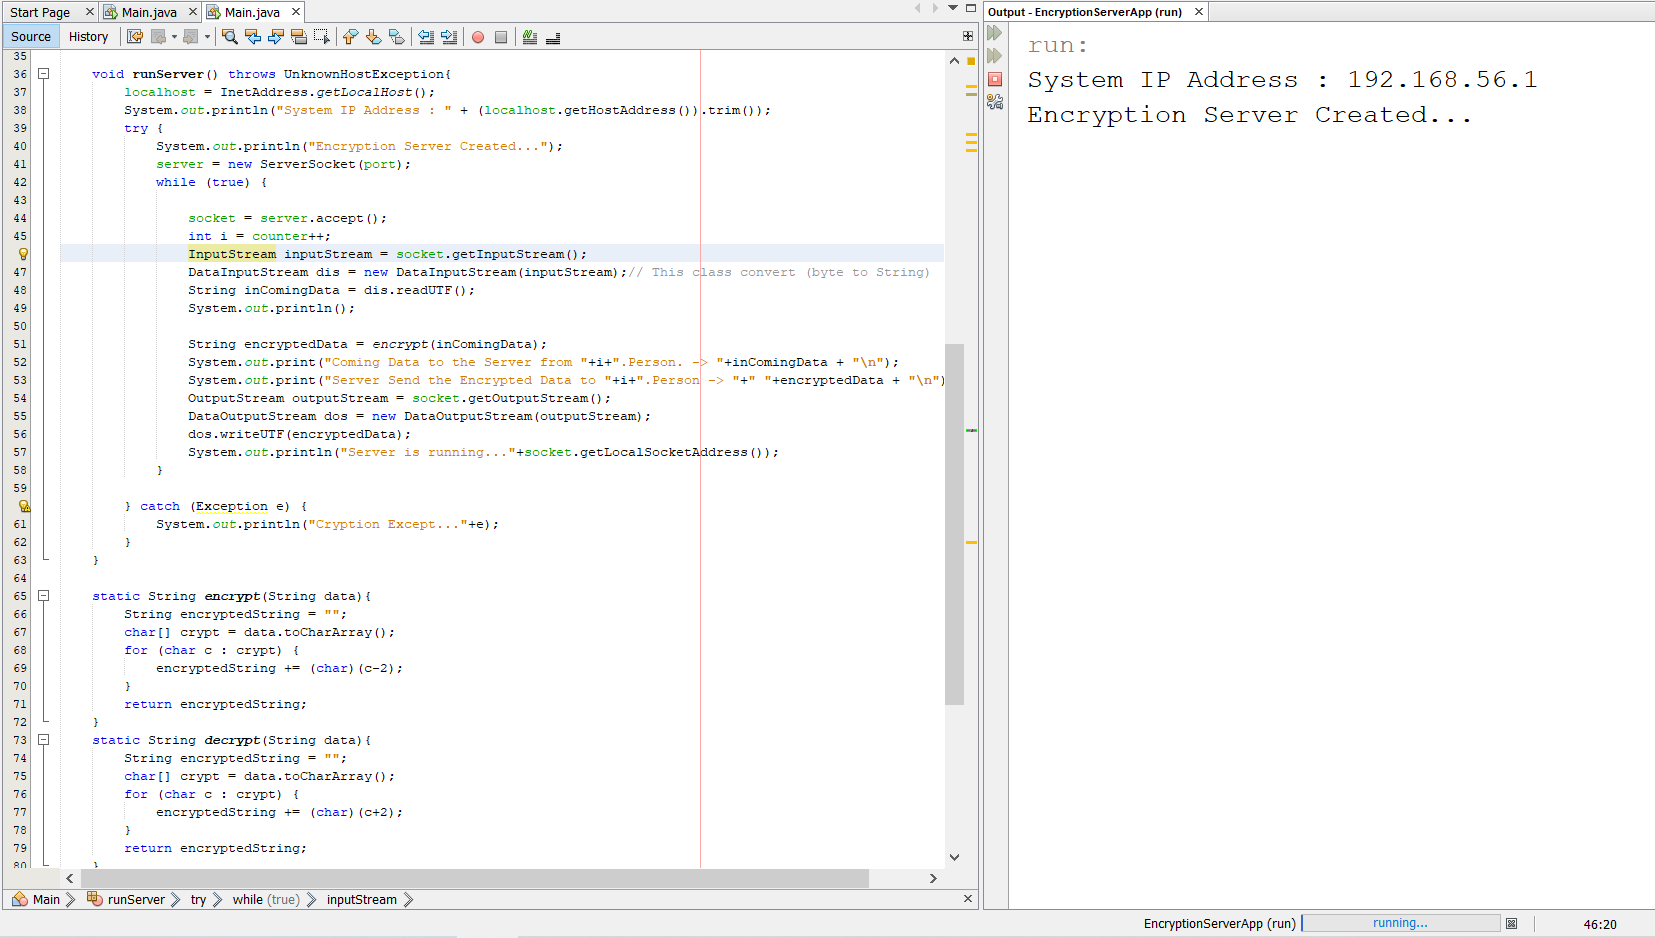 Start Page
Main.java
Main.java
Output - EncryptionServerApp (run)
Source
History
35
36 void runServer() throws UnknownHostException{
37 localhost = InetAddress.getLocalHost();
38 System.out.println("System IP Address : " + (localhost.getHostAddress()).trim());
39 try {
40 System.out.println("Encryption Server Created...");
41 server = new ServerSocket(port);
42 while (true) {
43
44 socket = server.accept();
45 int i = counter++;
InputStream inputStream = socket.getInputStream();
47 DataInputStream dis = new DataInputStream(inputStream);// This class convert (byte to String)
48 String inComingData = dis.readUTF();
49 System.out.println();
50
51 String encryptedData = encrypt(inComingData);
52 System.out.print("Coming Data to the Server from "+i+".Person. -> "+inComingData + "\n");
53 System.out.print("Server Send the Encrypted Data to "+i+".Person -> "+" "+encryptedData + "\n")
54 OutputStream outputStream = socket.getOutputStream();
55 DataOutputStream dos = new DataOutputStream(outputStream);
56 dos.writeUTF(encryptedData);
57 System.out.println("Server is running..."+socket.getLocalSocketAddress());
58 }
59
} catch (Exception e) {
61 System.out.println("Cryption Except..."+e);
62 }
63 }
64
65 static String encrypt(String data){
66 String encryptedString = "";
67 char[] crypt = data.toCharArray();
68 for (char c : crypt) {
69 encryptedString += (char)(c-2);
70 }
71 return encryptedString;
72 }
73 static String decrypt(String data){
74 String encryptedString = "";
75 char[] crypt = data.toCharArray();
76 for (char c : crypt) {
77 encryptedString += (char)(c+2);
78 }
79 return encryptedString;
80 }
run:
System IP Address : 192.168.56.1
Encryption Server Created...
Main
runServer
try
while (true)
inputStream
EncryptionServerApp (run)
running...
46:20